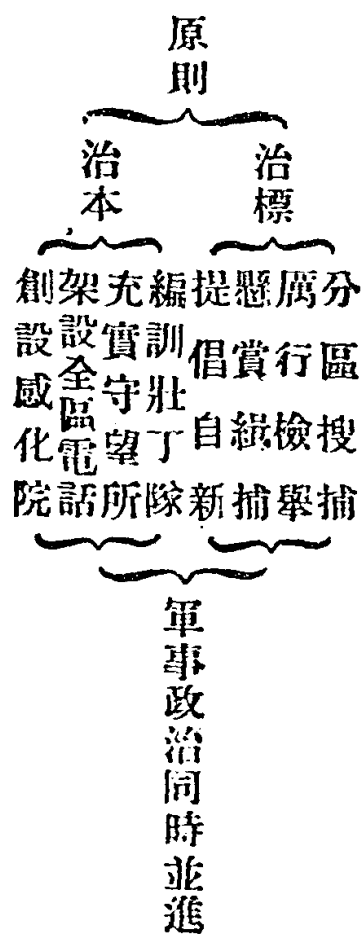 原則
治標
分區搜捕
厲行檢舉
懸賞緝捕
提倡自新
治本
編訓壯丁隊
充實守望所
架設全區電話
創設感化院
軍事政治同時並進